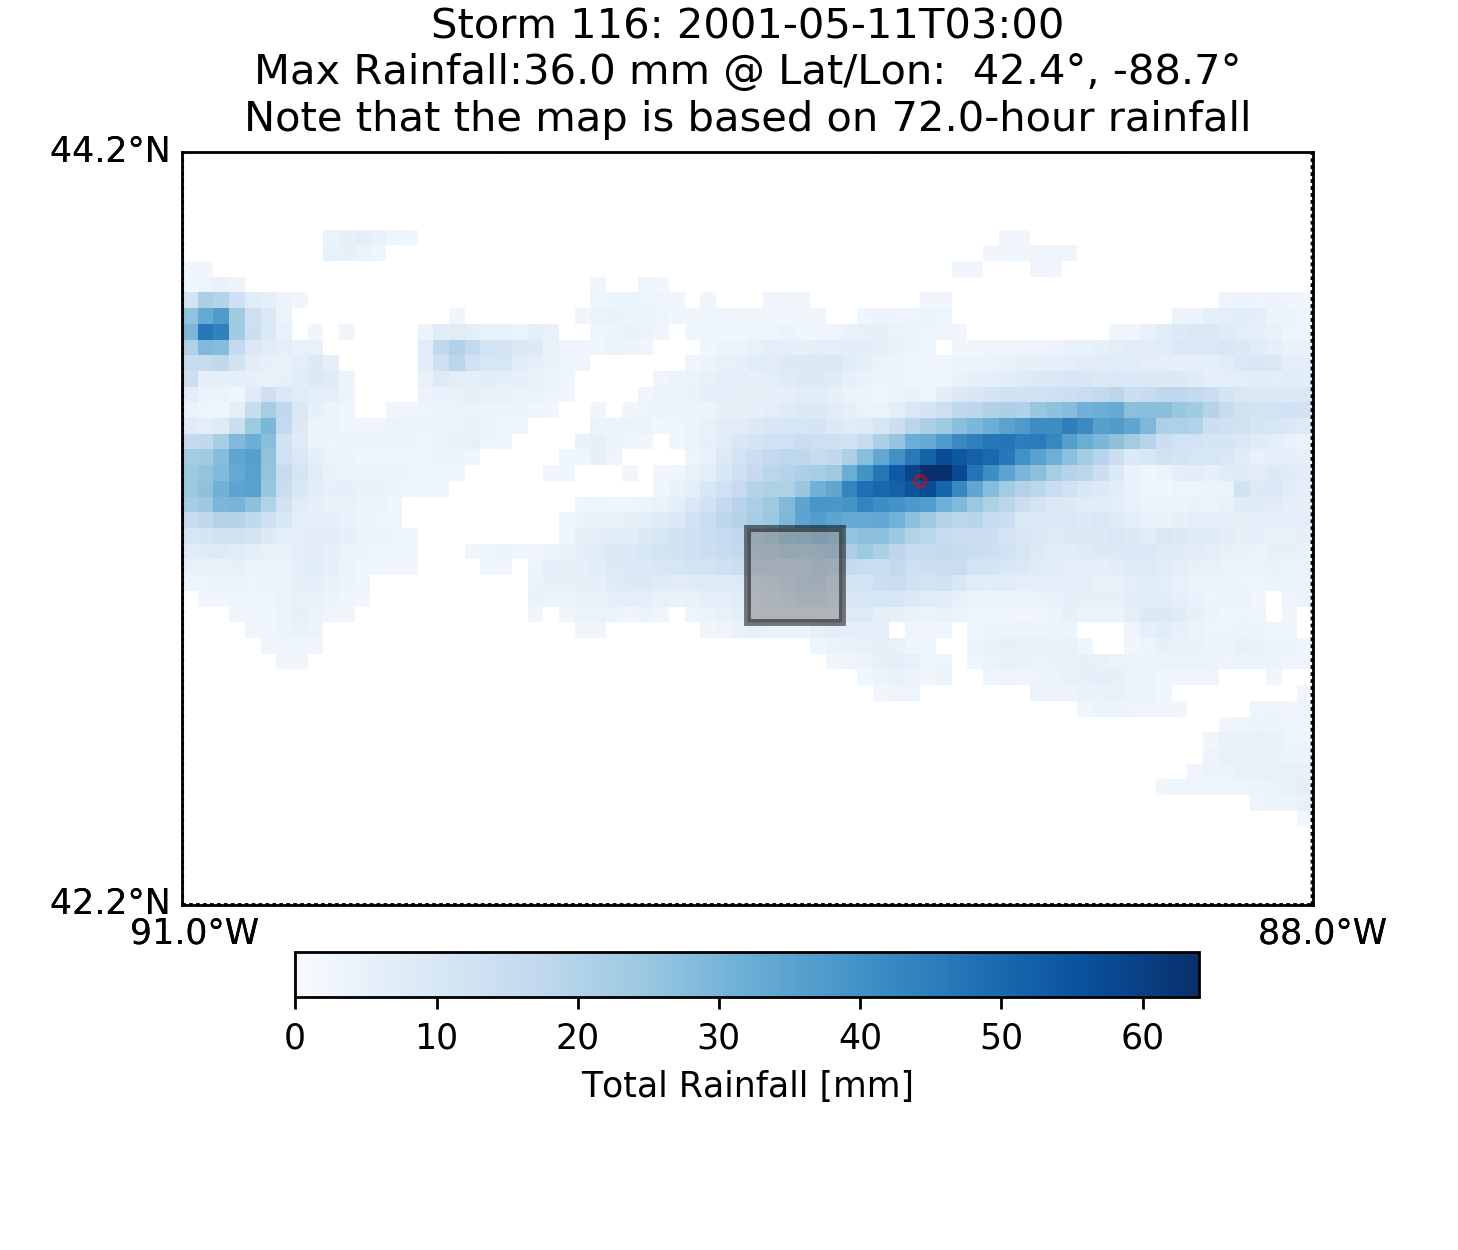 Storm 116: 2001-05-11T03:00
Max Rainfall:36.0 mm @ Lat/Lon:  42.4°, -88.7°
Note that the map is based on 72.0-hour rainfall
44.2°N
42.2°N
91.0°W 88.0°W
0 10 20 30 40 50 60
Total Rainfall [mm]